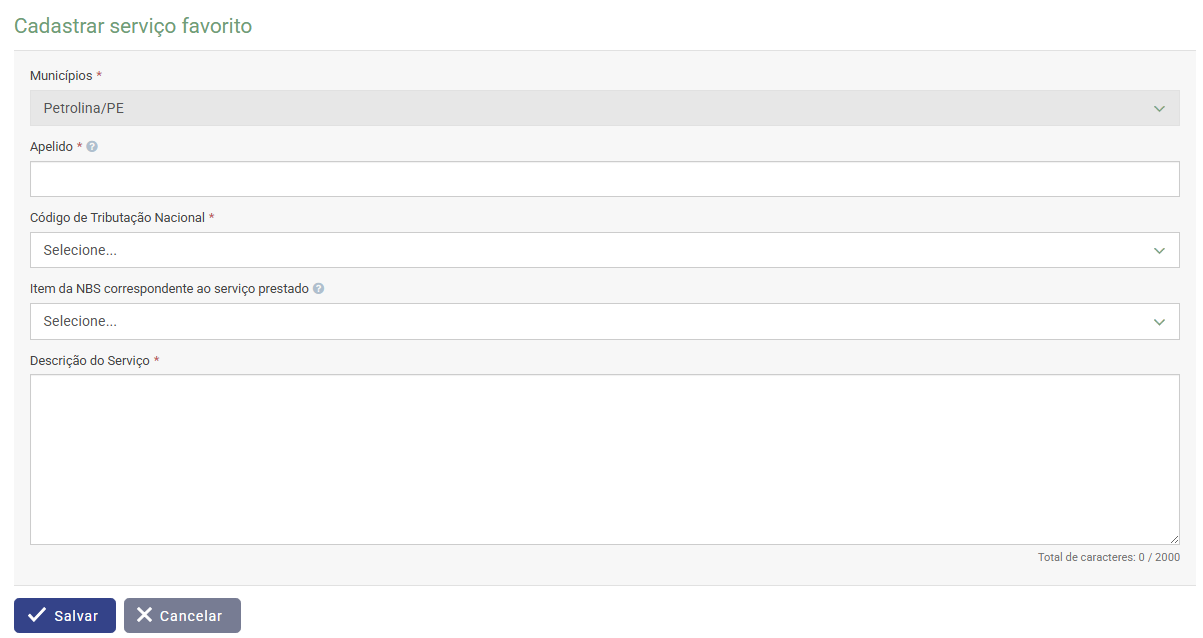 Cadastrar serviço favorito
Municípios *
Petrolina/PE
Apelido * ?
Código de Tributação Nacional *
Selecione...
Item da NBS correspondente ao serviço prestado ?
Selecione...
Descrição do Serviço *
Total de caracteres: 0 / 2000
Salvar Cancelar